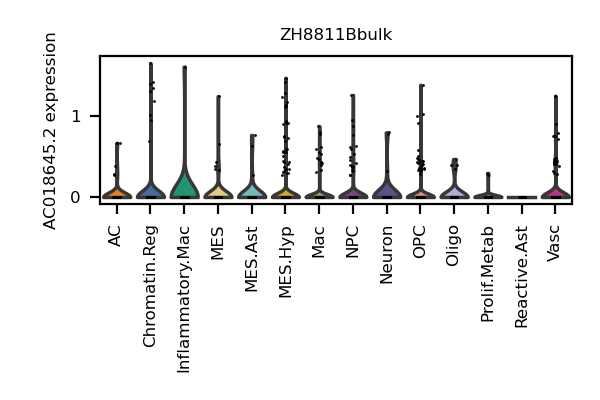 ZH8811Bbulk
AC018645.2 expression
1
0
AC
Chromatin.Reg
Inflammatory.Mac
MES
MES.Ast
MES.Hyp
Mac
NPC
Neuron
OPC
Oligo
Prolif.Metab
Reactive.Ast
Vasc